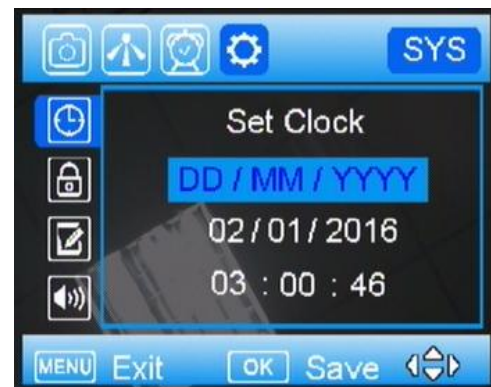 SYS
Set Clock
DD / MM / YYYY
02 / 01 / 2016
03 : 00 : 46
MENU Exit OK Save